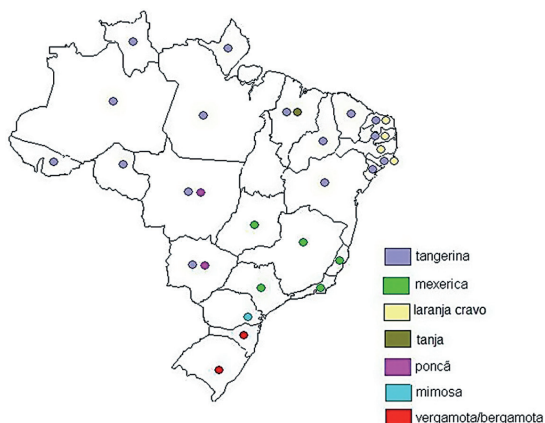 tangerina
mexerica
laranja cravo
tanja
poncã
mimosa
vergamota/bergamota